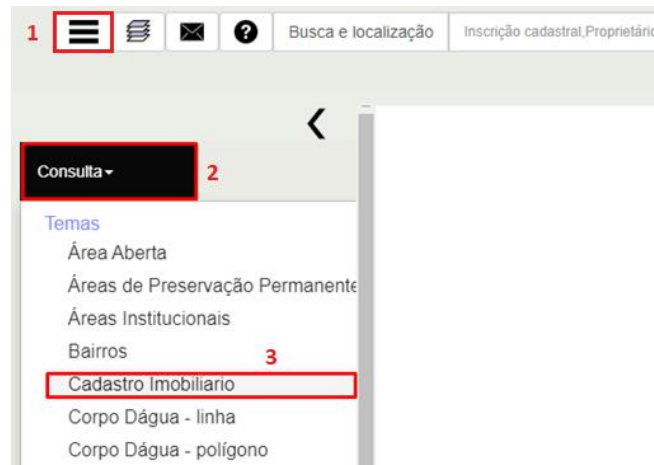 1 Busca e localização Inscrição cadastral,Proprietário
Consulta 2
Temas
Área Aberta
Áreas de Preservação Permanente
Áreas Institucionais
Bairros
3
Cadastro Imobiliario
Corpo Dágua - linha
Corpo Dágua - polígono